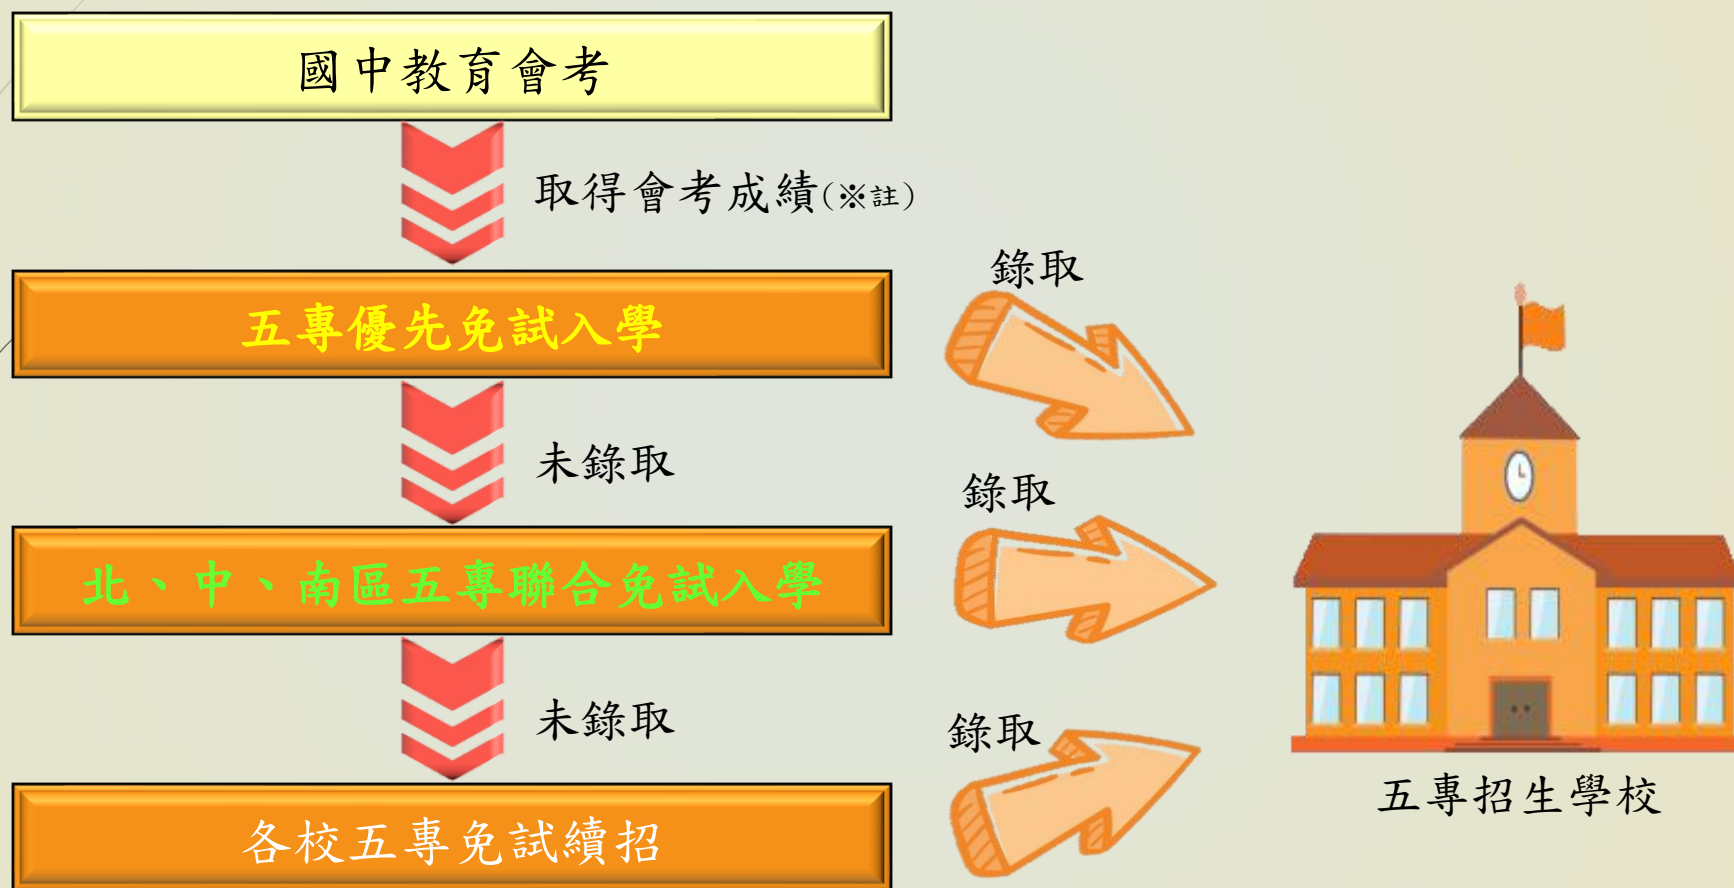 國中教育會考
取得會考成績(※註)
五專優先免試入學
錄取
未錄取
北、中、南區五專聯合免試入學
錄取
未錄取
各校五專免試續招
錄取
五專招生學校